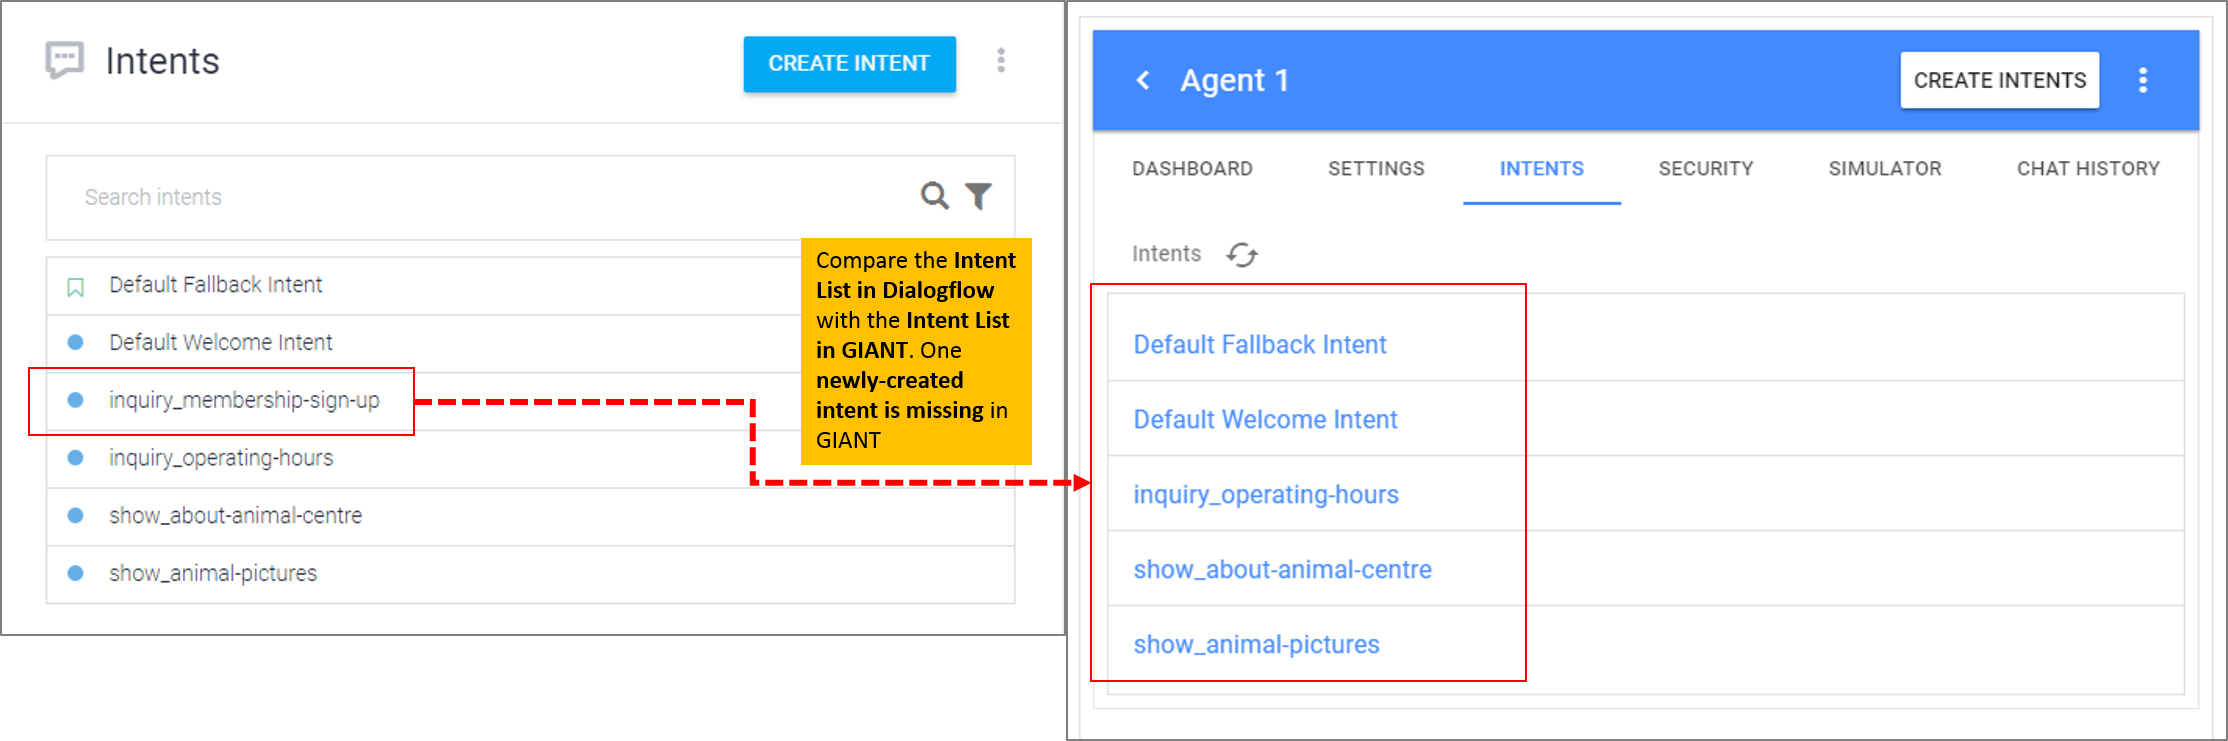 Intents
CREATE INTENT
Search intents
Default Fallback Intent
Default Welcome Intent
inquiry_membership-sign-up
inquiry_operating-hours
show_about-animal-centre
show_animal-pictures
Compare the Intent
List in Dialogflow
with the Intent List
in GIANT. One
newly-created
intent is missing in
GIANT
Agent 1
CREATE INTENTS
DASHBOARD
SETTINGS
INTENTS
SECURITY
SIMULATOR
CHAT HISTORY
Intents
Default Fallback Intent
Default Welcome Intent
inquiry_operating-hours
show_about-animal-centre
show_animal-pictures